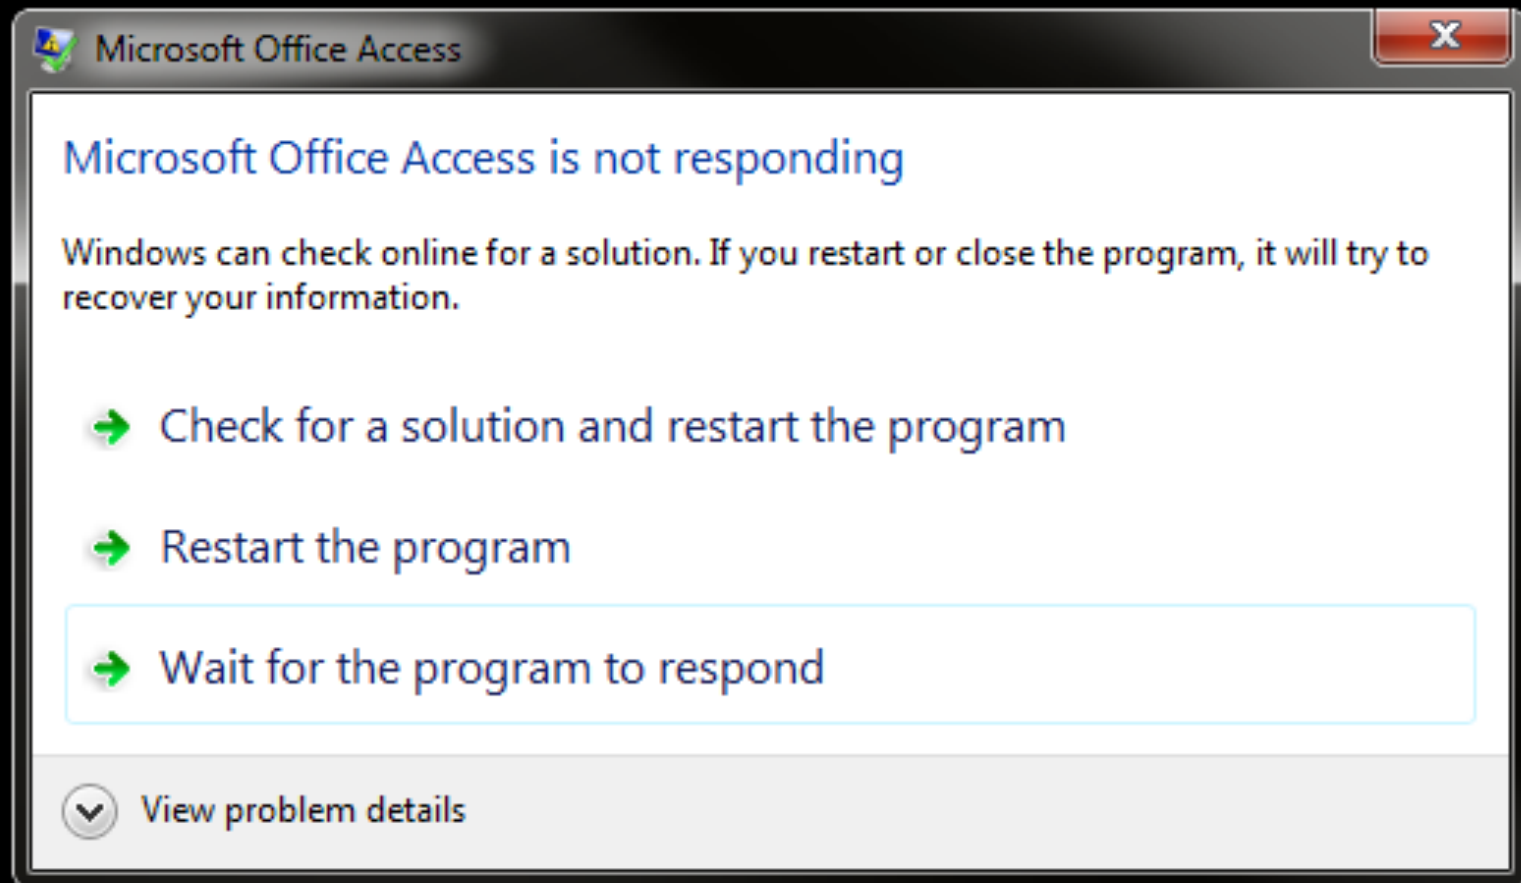 Microsoft Office Access
Microsoft Office Access is not responding
Windows can check online for a solution. If you restart or close the program, it will try to
recover your information.
Check for a solution and restart the program
Restart the program
Wait for the program to respond
View problem details